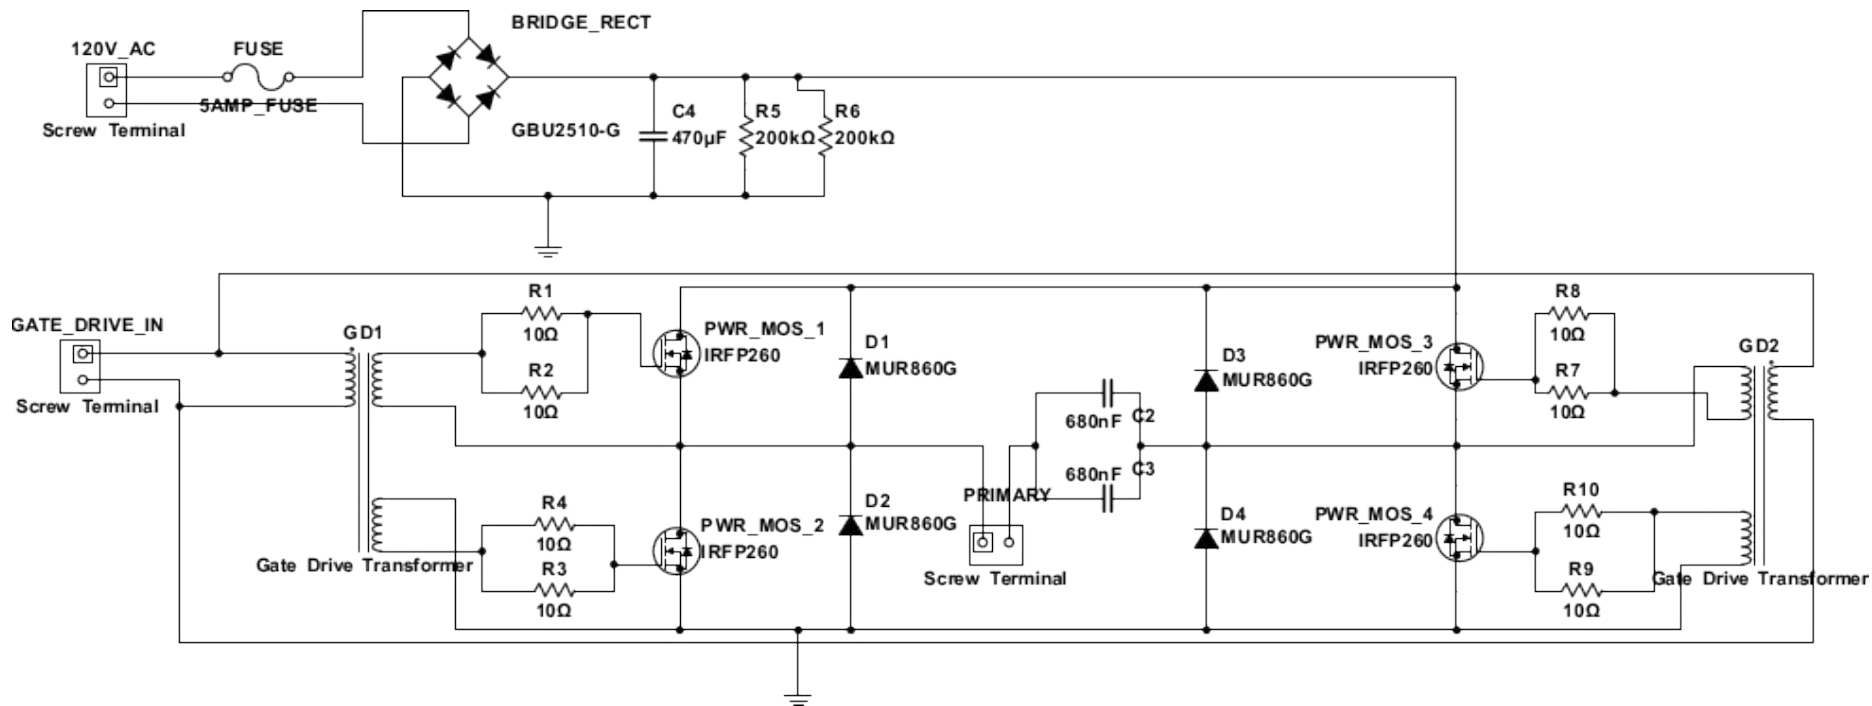 BRIDGE_RECT
120V_AC
FUSE
5AMP_FUSE
Screw Terminal
GBU2510-G
C4
470µF
R5
200kΩ
R6
200kΩ
GATE_DRIVE_IN
Screw Terminal
GD1
R1
10Ω
R2
10Ω
PWR_MOS_1
IRFP260
D1
MUR860G
D3
MUR860G
PWR_MOS_3
IRFP260
R8
10Ω
R7
10Ω
GD2
680nF C2
680nF C3
PRIMARY
Screw Terminal
R4
10Ω
R3
10Ω
Gate Drive Transformer
PWR_MOS_2
IRFP260
D2
MUR860G
D4
MUR860G
PWR_MOS_4
IRFP260
R10
10Ω
R9
10Ω
Gate Drive Transformer